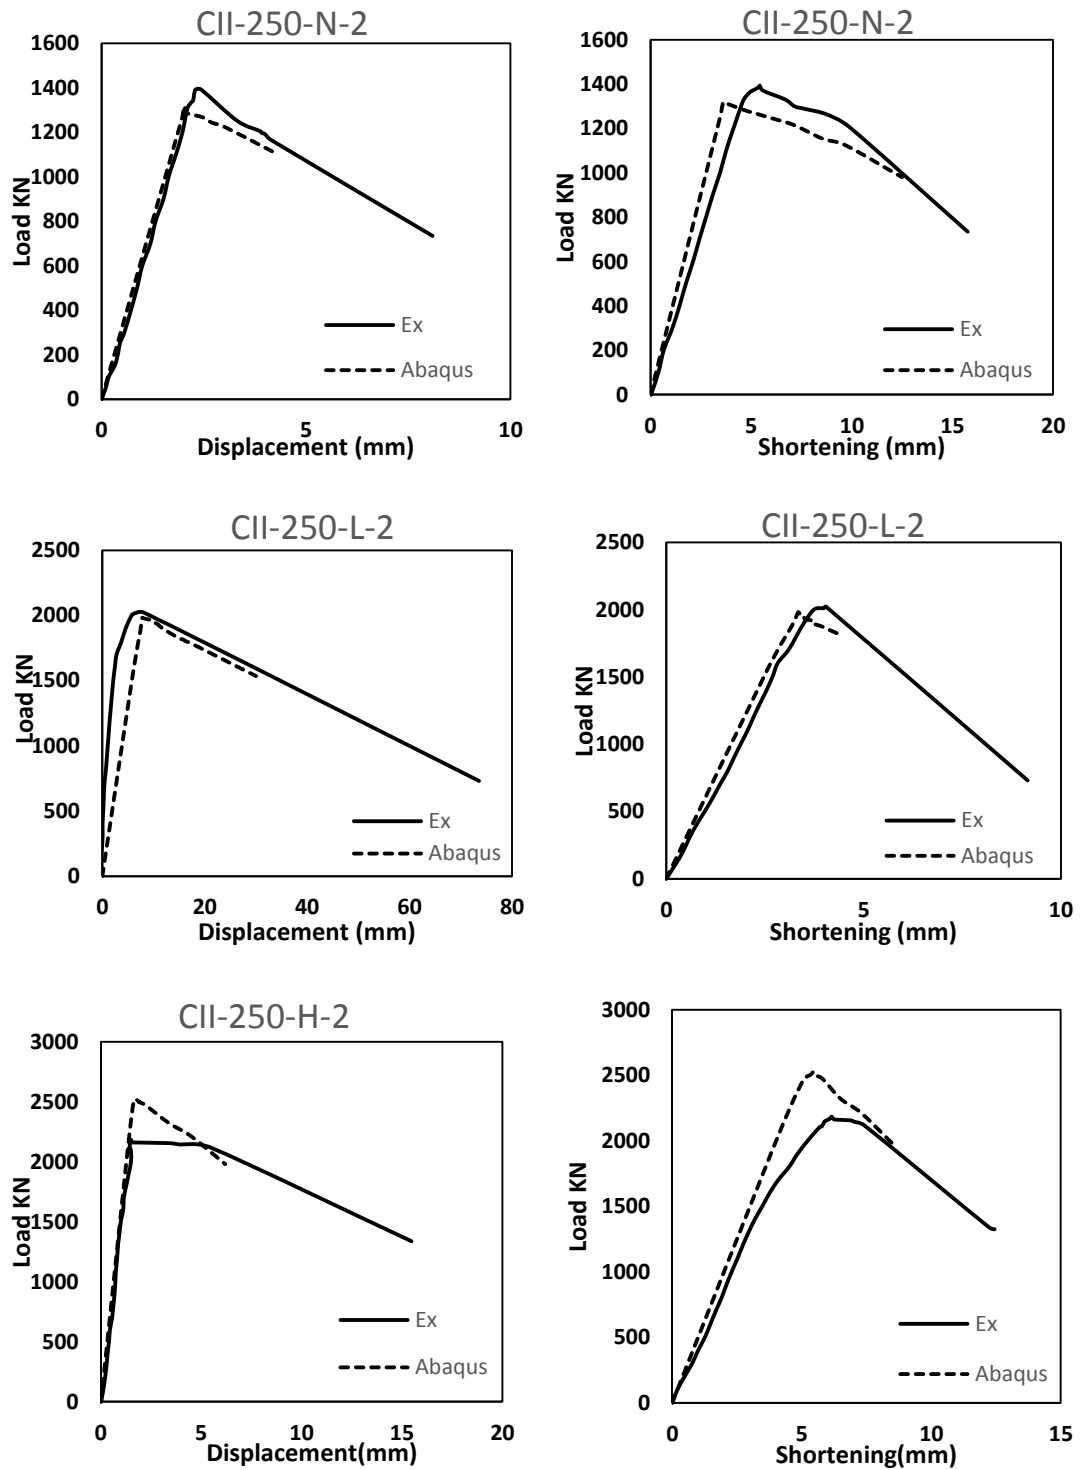 CII-250-N-2
1600
1400
1200
1000
800
600
400
200
0
Load KN
Ex
Abaqus
0 5 10
Displacement (mm)
CII-250-N-2
1600
1400
1200
1000
800
600
400
200
0
Load KN
Ex
Abaqus
0 5 10 15 20
Shortening (mm)
CII-250-L-2
2500
2000
1500
1000
500
0
Load KN
Ex
Abaqus
0 20 40 60 80
Displacement (mm)
CII-250-L-2
2500
2000
1500
1000
500
0
Load KN
Ex
Abaqus
0 5 10
Shortening (mm)
CII-250-H-2
3000
2500
2000
1500
1000
500
0
Load KN
Ex
Abaqus
0 5 10 15 20
Displacement(mm)
3000
2500
2000
1500
1000
500
0
Load KN
Ex
Abaqus
0 5 10 15
Shortening(mm)